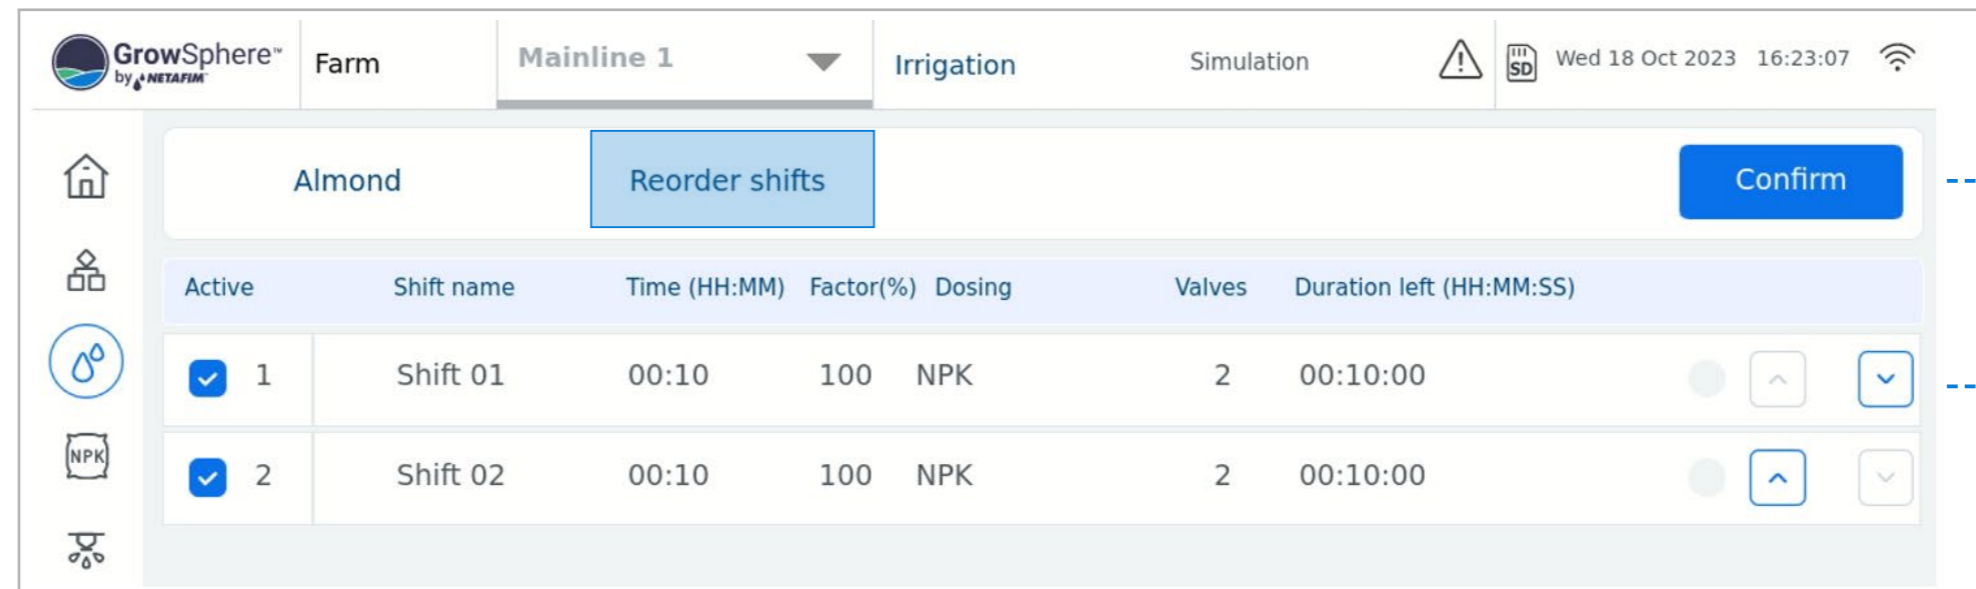 GrowSphere™ by NETAFIM™
Farm
Mainline 1
Irrigation
Simulation
SD
Wed 18 Oct 2023 16:23:07
Almond
Reorder shifts
Confirm
Active Shift name Time (HH:MM) Factor(%) Dosing Valves Duration left (HH:MM:SS)
1 Shift 01 00:10 100 NPK 2 00:10:00
NPK
2 Shift 02 00:10 100 NPK 2 00:10:00